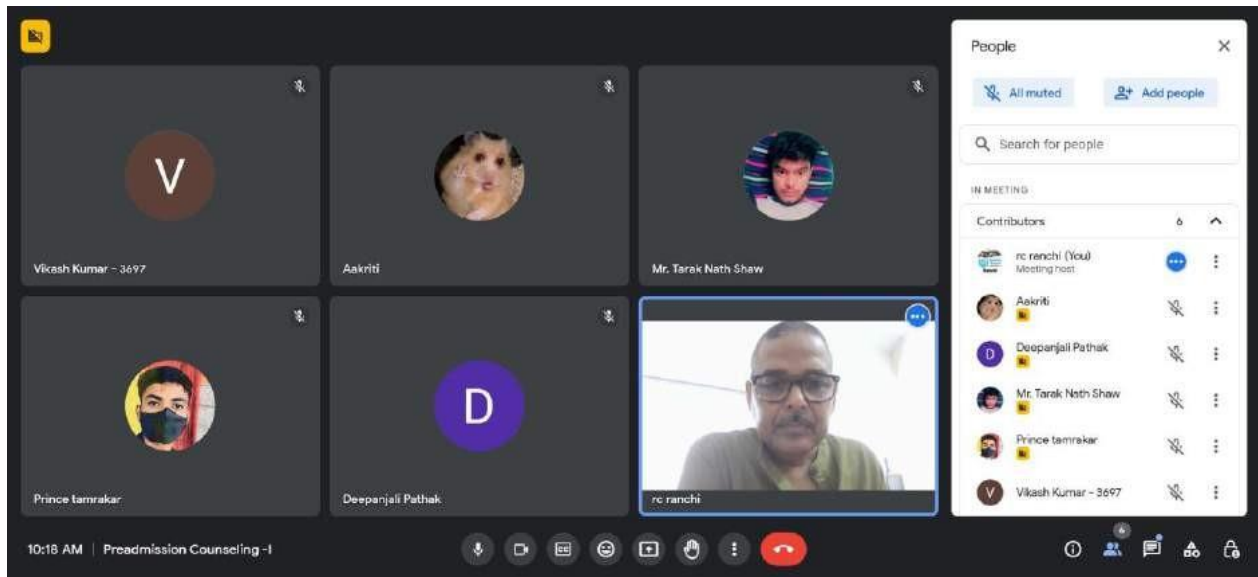 V
Vikash Kumar - 3697
Aakriti
Mr. Tarak Nath Shaw
Prince tamrakar
D
Deepanjali Pathak
rc ranchi
10:18 AM | Preadmission Counseling -I
CC
6
People
All muted
Add people
Search for people
IN MEETING
Contributors 6
rc ranchi (You)
Meeting host
Aakriti
D Deepanjali Pathak
Mr. Tarak Nath Shaw
Prince tamrakar
V Vikash Kumar - 3697